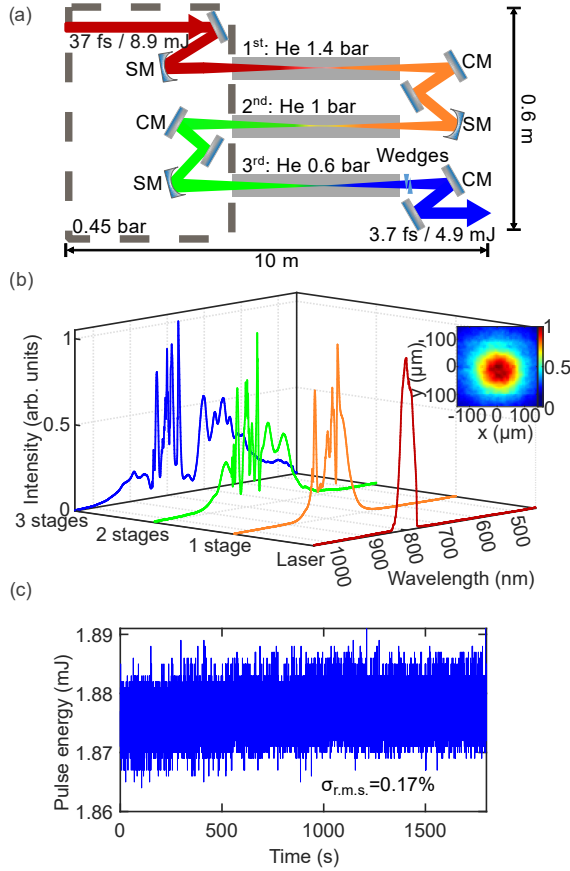 (a)
37 fs / 8.9 mJ
1st: He 1.4 bar
SM
CM
2nd: He 1 bar
CM
SM
0.6 m
3rd: He 0.6 bar
Wedges
SM
CM
0.45 bar
3.7 fs / 4.9 mJ
10 m
(b)
Intensity (arb. units)
1
0.5
0
3 stages
2 stages
1 stage
Laser
1000
900
800
700
600
500
Wavelength (nm)
y (µm)
-100
0
100
-100 0 100
x (µm)
1
0.5
0
(c)
Pulse energy (mJ)
1.89
1.88
1.87
1.86
σr.m.s.=0.17%
0 500 1000 1500
Time (s)